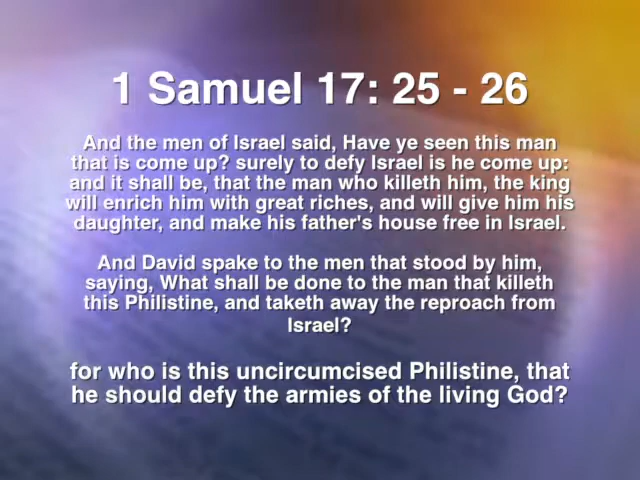 1 Samuel 17: 25 - 26
And the men of Israel said, Have ye seen this man
that is come up? surely to defy Israel is he come up:
and it shall be, that the man who killeth him, the king
will enrich him with great riches, and will give him his
daughter, and make his father's house free in Israel.
And David spake to the men that stood by him,
saying, What shall be done to the man that killeth
this Philistine, and taketh away the reproach from
Israel?
for who is this uncircumcised Philistine, that
he should defy the armies of the living God?